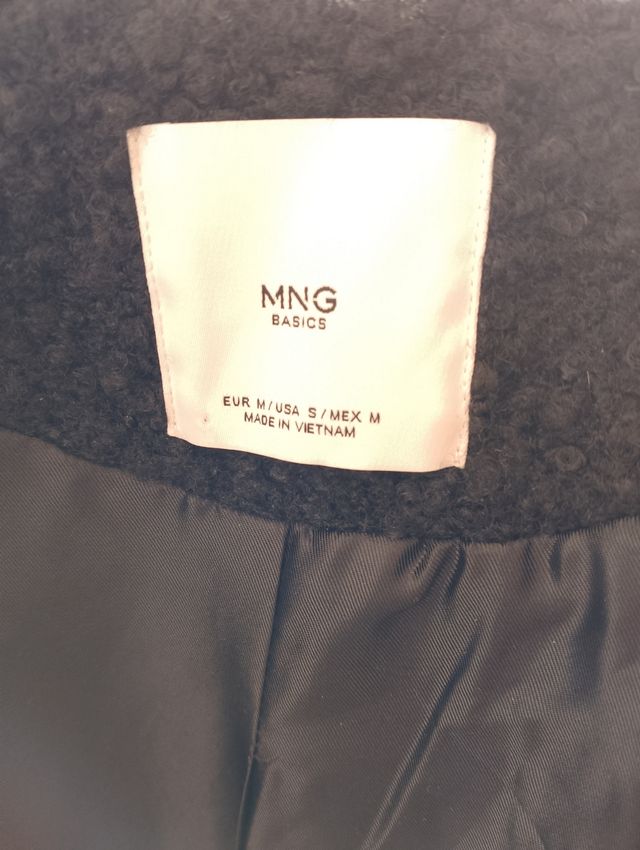 MNG
BASICS
EUR M/USA S/MEX M
MADE IN VIETNAM